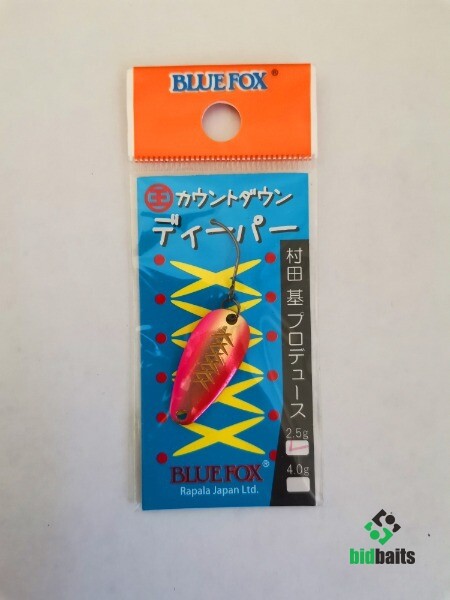 BLUE FOX ®
王 カウントダウン
ディーパー
村田 基 プロデュース
2.5g
4.0g
BLUE FOX ®
Rapala Japan Ltd.
bidbaits